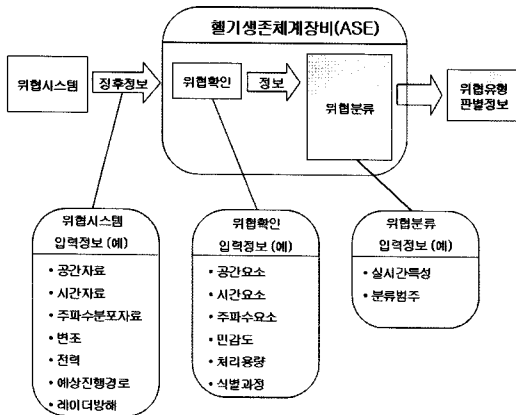 헬기생존체계장비(ASE)
위협시스템
징후정보
위협확인
정보
위협분류
위협유형
판별정보
위협시스템
입력정보 (예)
• 공간자료
• 시간자료
• 주파수분포자료
• 변조
• 전력
• 예상진행경로
• 레이더방해
위협확인
입력정보 (예)
• 공간요소
• 시간요소
• 주파수요소
• 민감도
• 처리용량
• 식별과정
위협분류
입력정보 (예)
• 실시간특성
• 분류범주